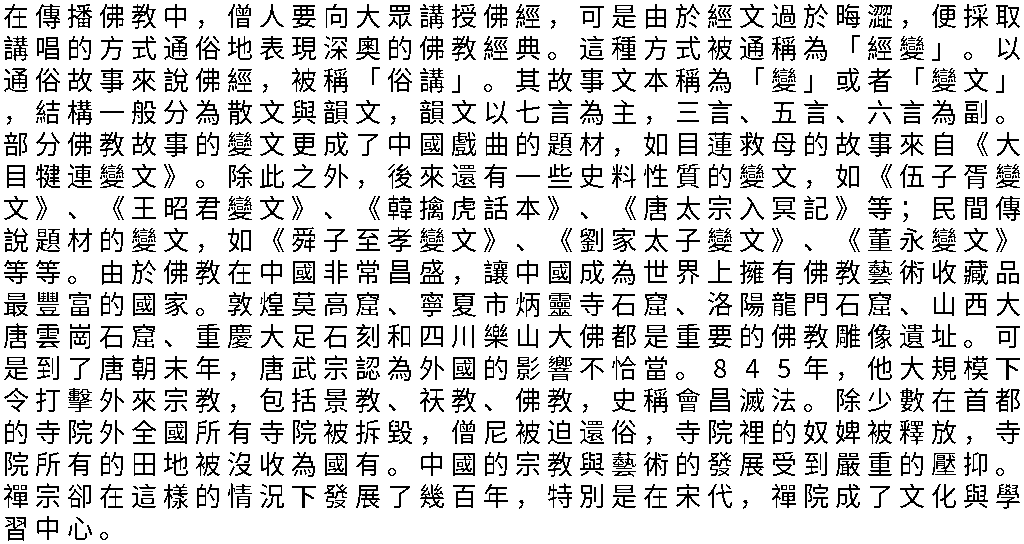 在傳播佛教中，僧人要向大眾講授佛經，可是由於經文過於晦澀，便採取
講唱的方式通俗地表現深奧的佛教經典。這種方式被通稱為「經變」。以
通俗故事來說佛經，被稱「俗講」。其故事文本稱為「變」或者「變文」
，結構一般分為散文與韻文，韻文以七言為主，三言、五言、六言為副。
部分佛教故事的變文更成了中國戲曲的題材，如目蓮救母的故事來自《大
目犍連變文》。除此之外，後來還有一些史料性質的變文，如《伍子胥變
文》、《王昭君變文》、《韓擒虎話本》、《唐太宗入冥記》等；民間傳
說題材的變文，如《舜子至孝變文》、《劉家太子變文》、《董永變文》
等等。由於佛教在中國非常昌盛，讓中國成為世界上擁有佛教藝術收藏品
最豐富的國家。敦煌莫高窟、寧夏市炳靈寺石窟、洛陽龍門石窟、山西大
唐雲崗石窟、重慶大足石刻和四川樂山大佛都是重要的佛教雕像遺址。可
是到了唐朝末年，唐武宗認為外國的影響不恰當。８４５年，他大規模下
令打擊外來宗教，包括景教、祆教、佛教，史稱會昌滅法。除少數在首都
的寺院外全國所有寺院被拆毀，僧尼被迫還俗，寺院裡的奴婢被釋放，寺
院所有的田地被沒收為國有。中國的宗教與藝術的發展受到嚴重的壓抑。
禪宗卻在這樣的情況下發展了幾百年，特別是在宋代，禪院成了文化與學
習中心。